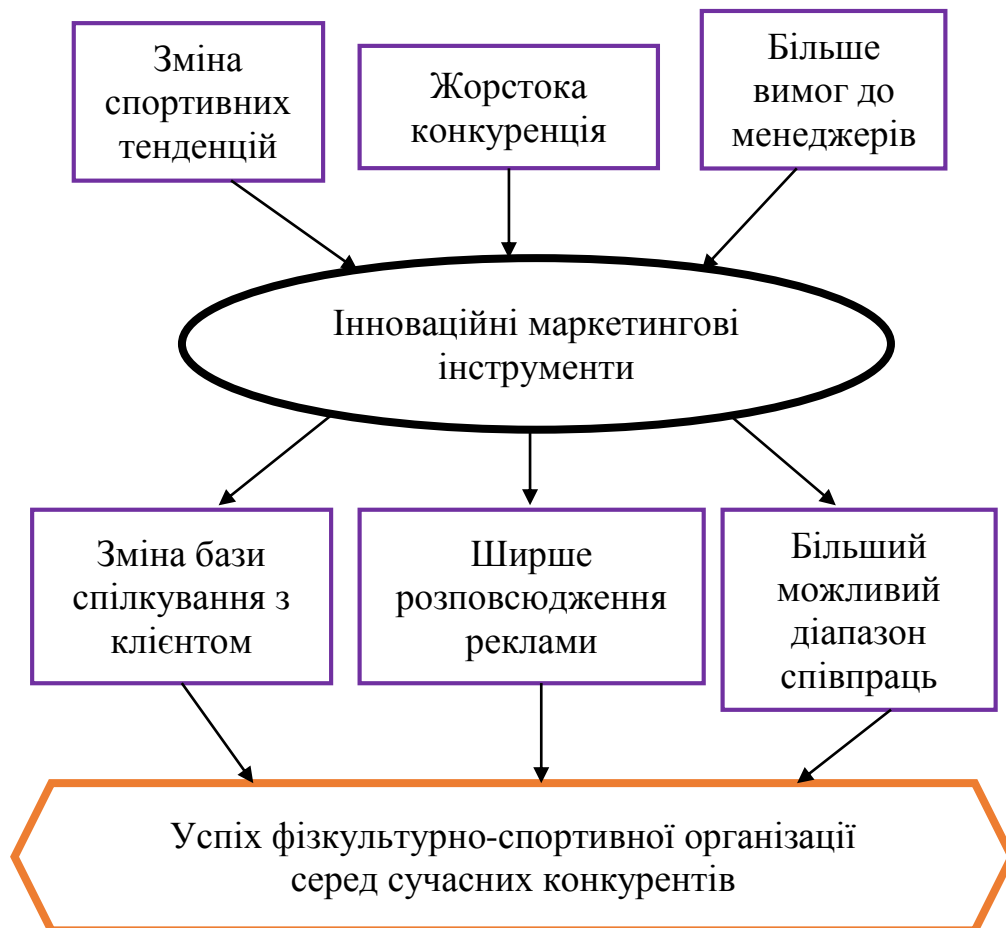 Зміна
спортивних
тенденцій
Жорстока
конкуренція
Більше
вимог до
менеджерів
Інноваційні маркетингові
інструменти
Зміна бази
спілкування з
клієнтом
Ширше
розповсюдження
реклами
Більший
можливий
діапазон
співпраць
Успіх фізкультурно-спортивної організації
серед сучасних конкурентів